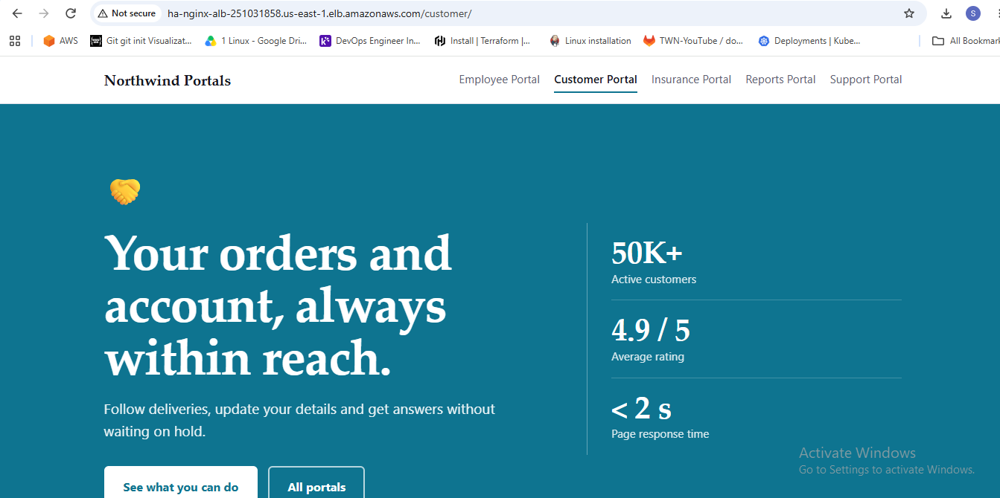 Not secure
ha-nginx-alb-251031858.us-east-1.elb.amazonaws.com/customer/
S
AWS
Git git init Visualizat...
1 Linux - Google Dri...
DevOps Engineer In...
Install | Terraform |...
Linux installation
TWN-YouTube / do...
Deployments | Kube...
All Bookmar
Northwind Portals
Employee Portal
Customer Portal
Insurance Portal
Reports Portal
Support Portal
Your orders and
account, always
within reach.
Follow deliveries, update your details and get answers without
waiting on hold.
See what you can do
All portals
50K+
Active customers
4.9 / 5
Average rating
< 2 s
Page response time
Activate Windows
Go to Settings to activate Windows.